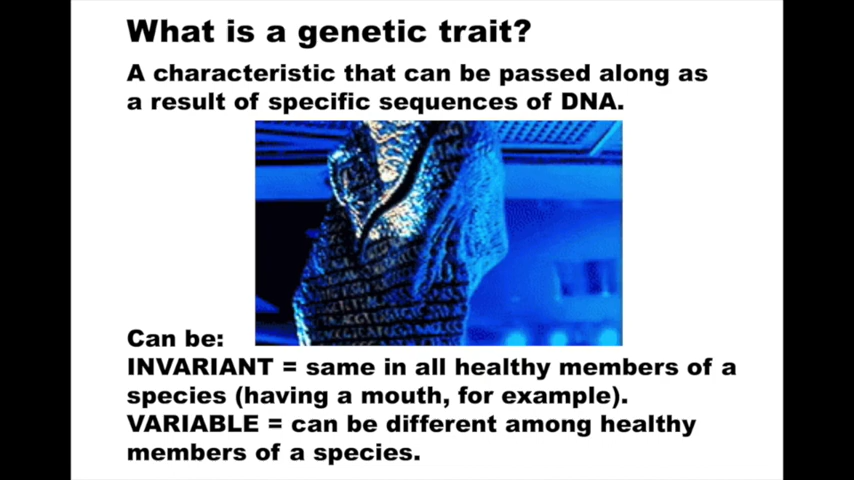 What is a genetic trait?
A characteristic that can be passed along as
a result of specific sequences of DNA.
Can be:
INVARIANT = same in all healthy members of a
species (having a mouth, for example).
VARIABLE = can be different among healthy
members of a species.